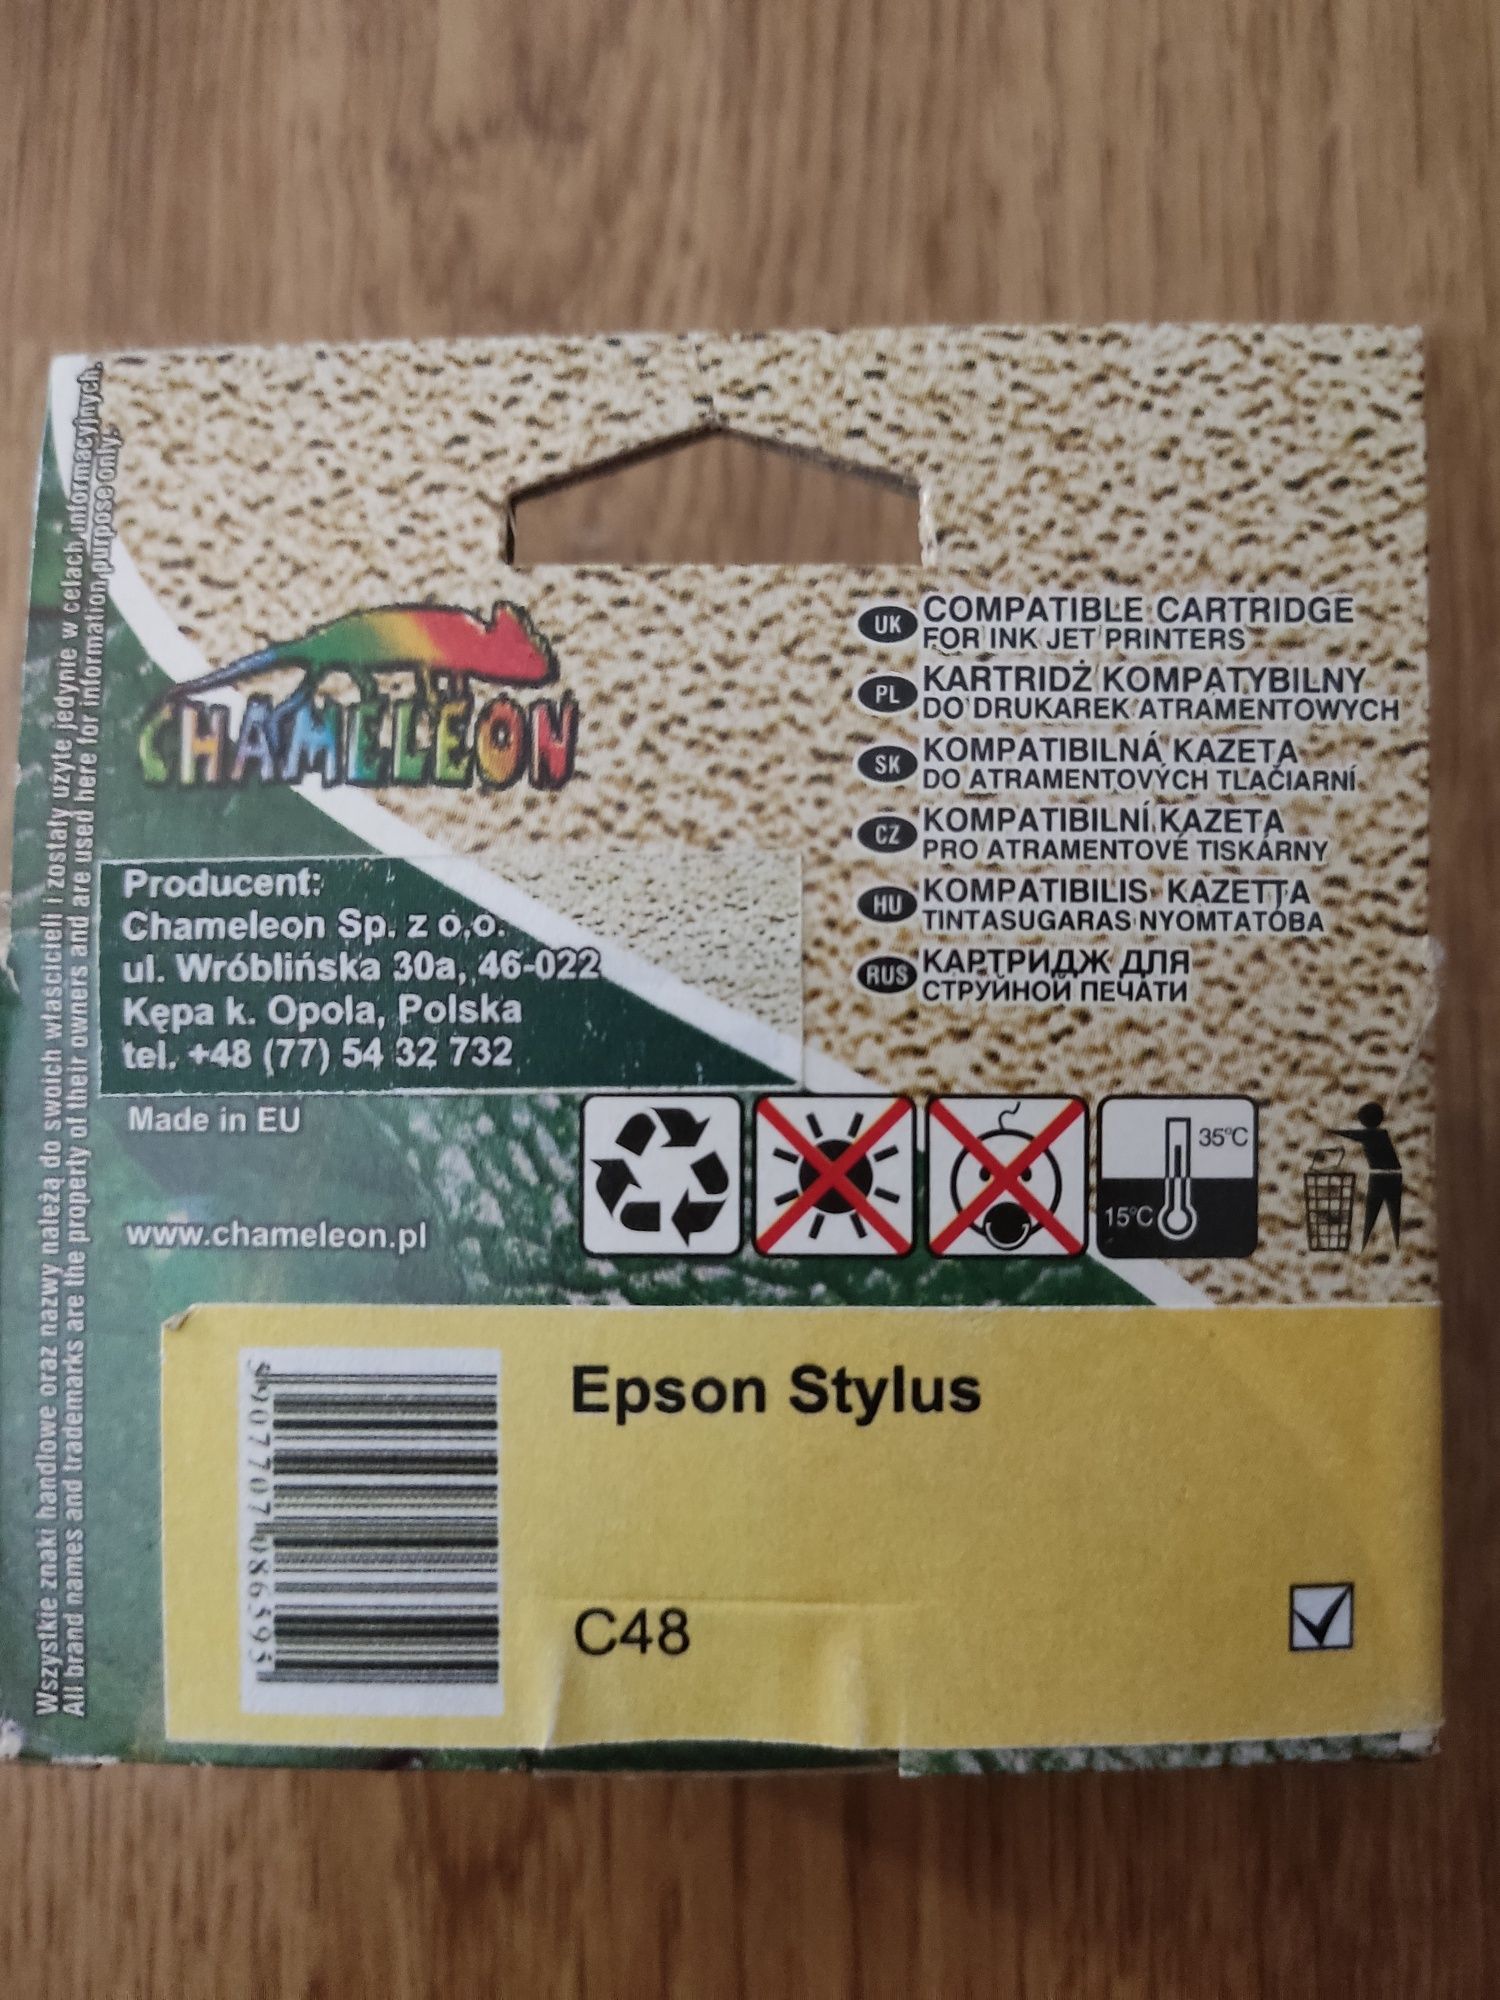 Wszystkie znaki handlowe oraz nazwy należą do swoich właścicieli i zostały użyte jedynie w celach informacyjnych.
All brand names and trademarks are the property of their owners and are used here for information purpose only.
CHAMELEON
UK COMPATIBLE CARTRIDGE
FOR INK JET PRINTERS
PL KARTRIDŻ KOMPATYBILNY
DO DRUKAREK ATRAMENTOWYCH
SK KOMPATIBILNÁ KAZETA
DO ATRAMENTOVÝCH TLAČIARNÍ
CZ KOMPATIBILNÍ KAZETA
PRO ATRAMENTOVÉ TISKÁRNY
HU KOMPATIBILIS KAZETTA
TINTASUGARAS NYOMTATÓBA
RUS КАРТРИДЖ ДЛЯ
СТРУЙНОЙ ПЕЧАТИ
Producent:
Chameleon Sp. z o.o.
ul. Wróblińska 30a, 46-022
Kępa k. Opola, Polska
tel. +48 (77) 54 32 732
Made in EU
www.chameleon.pl
35°C
15°C
Epson Stylus
C48